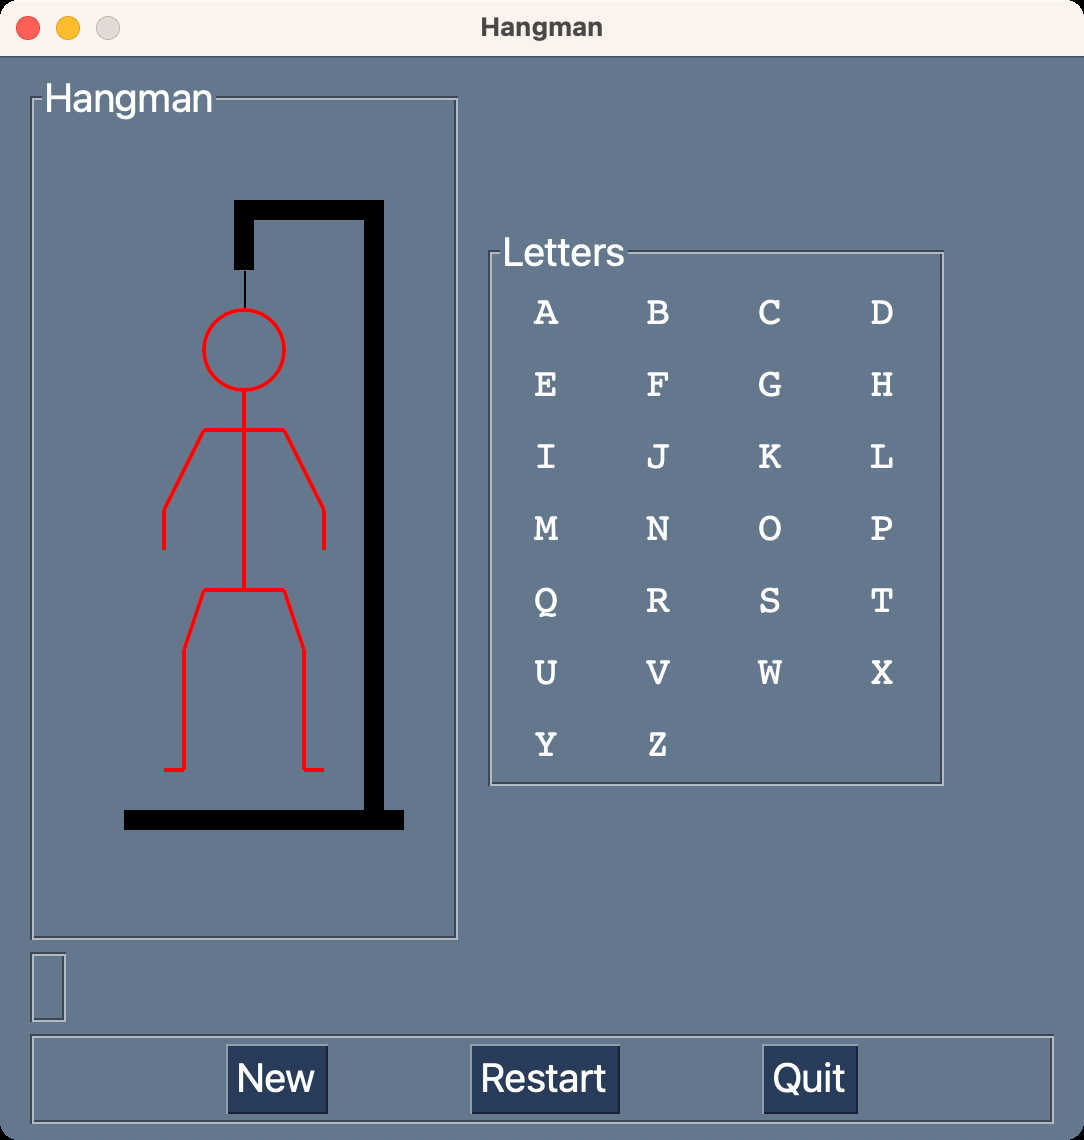 Hangman
Hangman
Letters
A B C D
E F G H
I J K L
M N O P
Q R S T
U V W X
Y Z
New Restart Quit